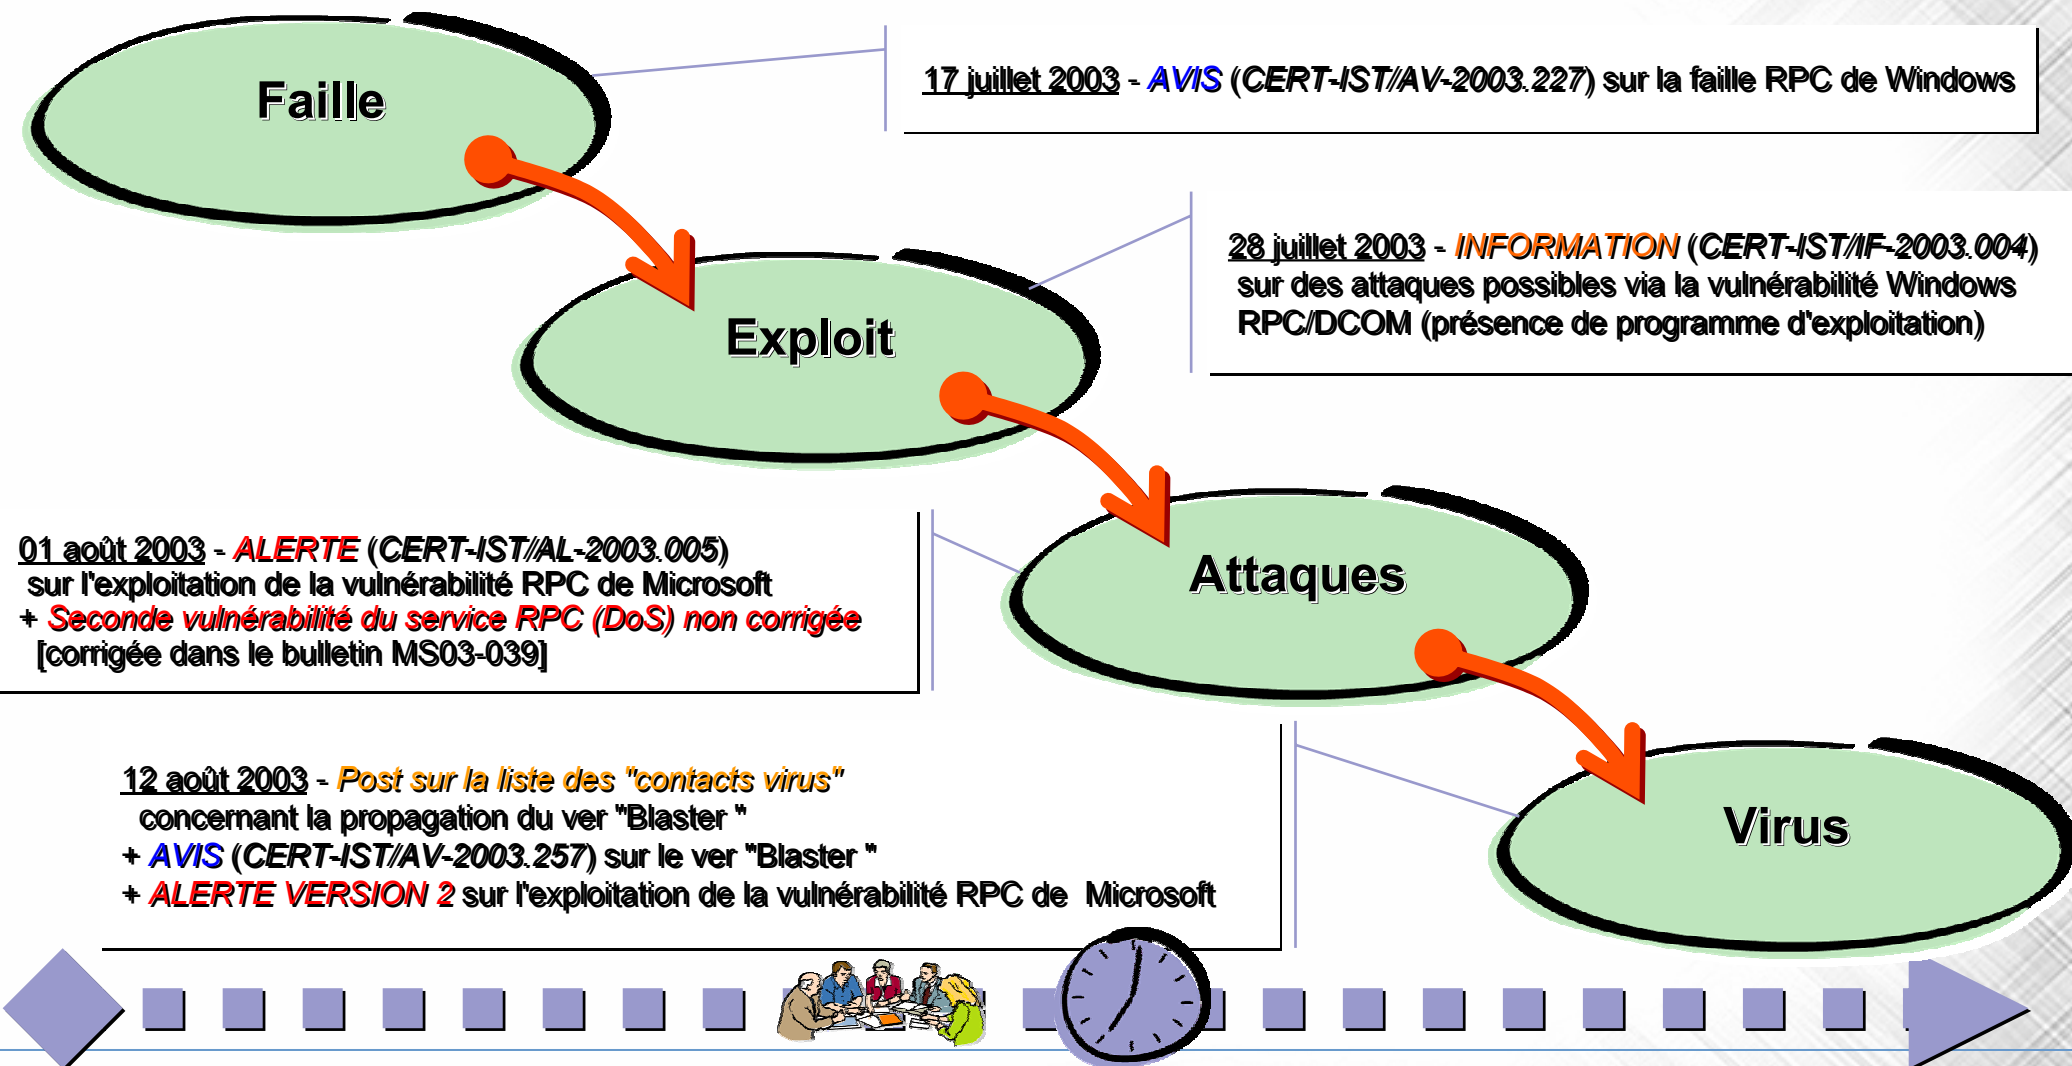 Faille
17 juillet 2003 - AVIS (CERT-IST/AV-2003.227) sur la faille RPC de Windows
Exploit
28 juillet 2003 - INFORMATION (CERT-IST/IF-2003.004)
sur des attaques possibles via la vulnérabilité Windows
RPC/DCOM (présence de programme d'exploitation)
Attaques
01 août 2003 - ALERTE (CERT-IST/AL-2003.005)
sur l'exploitation de la vulnérabilité RPC de Microsoft
+ Seconde vulnérabilité du service RPC (DoS) non corrigée
[corrigée dans le bulletin MS03-039]
Virus
12 août 2003 - Post sur la liste des "contacts virus"
concernant la propagation du ver "Blaster "
+ AVIS (CERT-IST/AV-2003.257) sur le ver "Blaster "
+ ALERTE VERSION 2 sur l'exploitation de la vulnérabilité RPC de  Microsoft